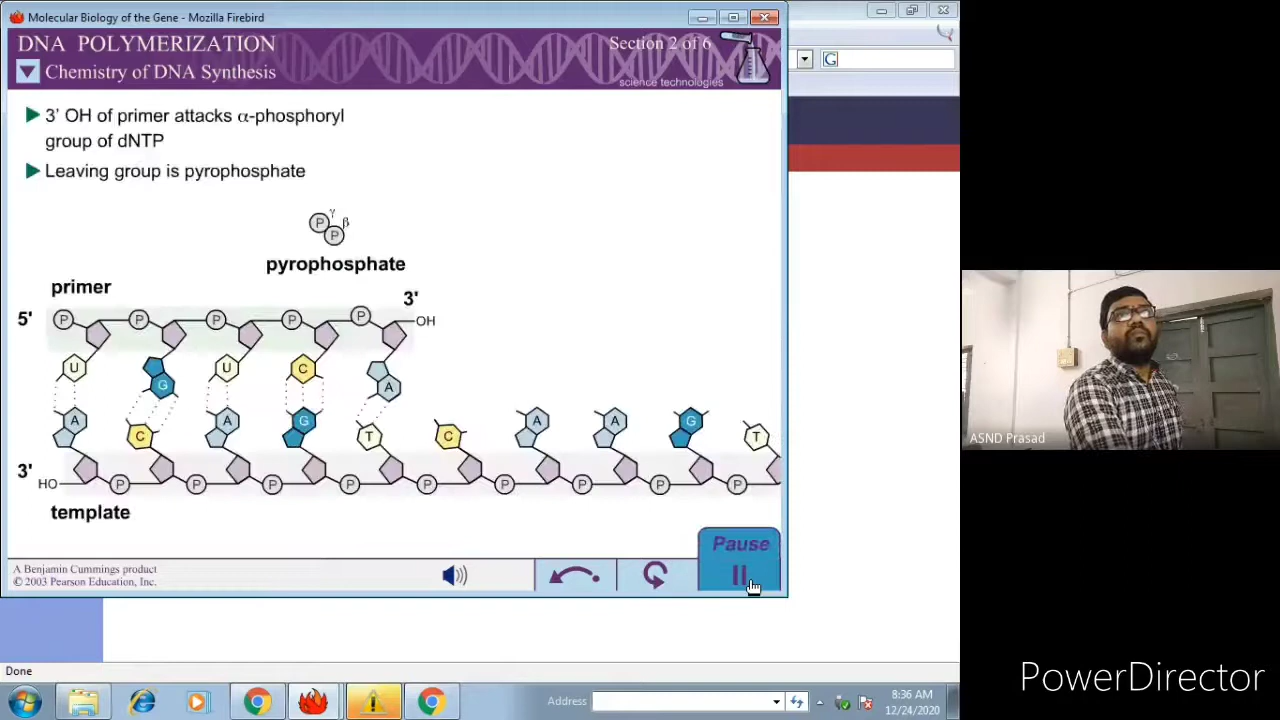 Molecular Biology of the Gene - Mozilla Firebird
DNA POLYMERIZATION
Section 2 of 6
Chemistry of DNA Synthesis
science technologies
G
3’ OH of primer attacks α-phosphoryl
group of dNTP
Leaving group is pyrophosphate
P γ
P β
pyrophosphate
primer
3'
5' P P P P P OH
U G U C A
A C A G T C A A G T
3' HO P P P P P P P P P
template
Pause
A Benjamin Cummings product
© 2003 Pearson Education, Inc.
ASND Prasad
PowerDirector
Done
Address
8:36 AM
12/24/2020